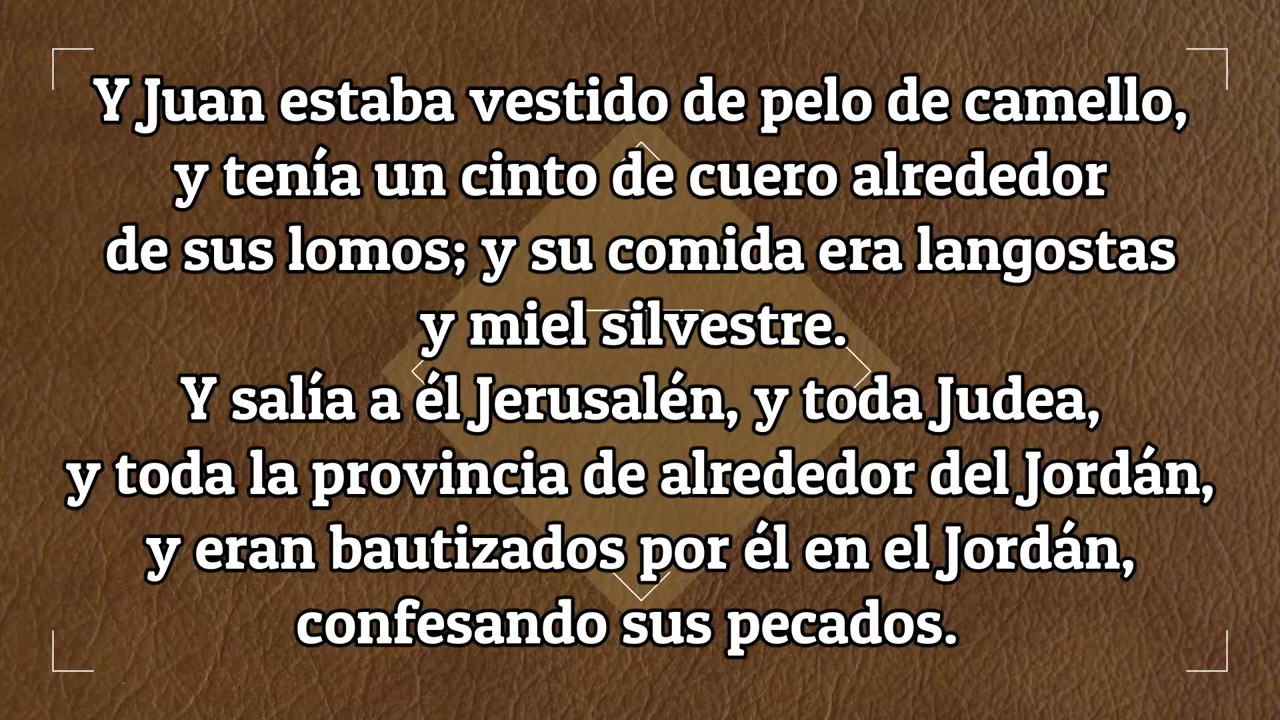 Y Juan estaba vestido de pelo de camello,
y tenía un cinto de cuero alrededor
de sus lomos; y su comida era langostas
y miel silvestre.
Y salía a él Jerusalén, y toda Judea,
y toda la provincia de alrededor del Jordán,
y eran bautizados por él en el Jordán,
confesando sus pecados.